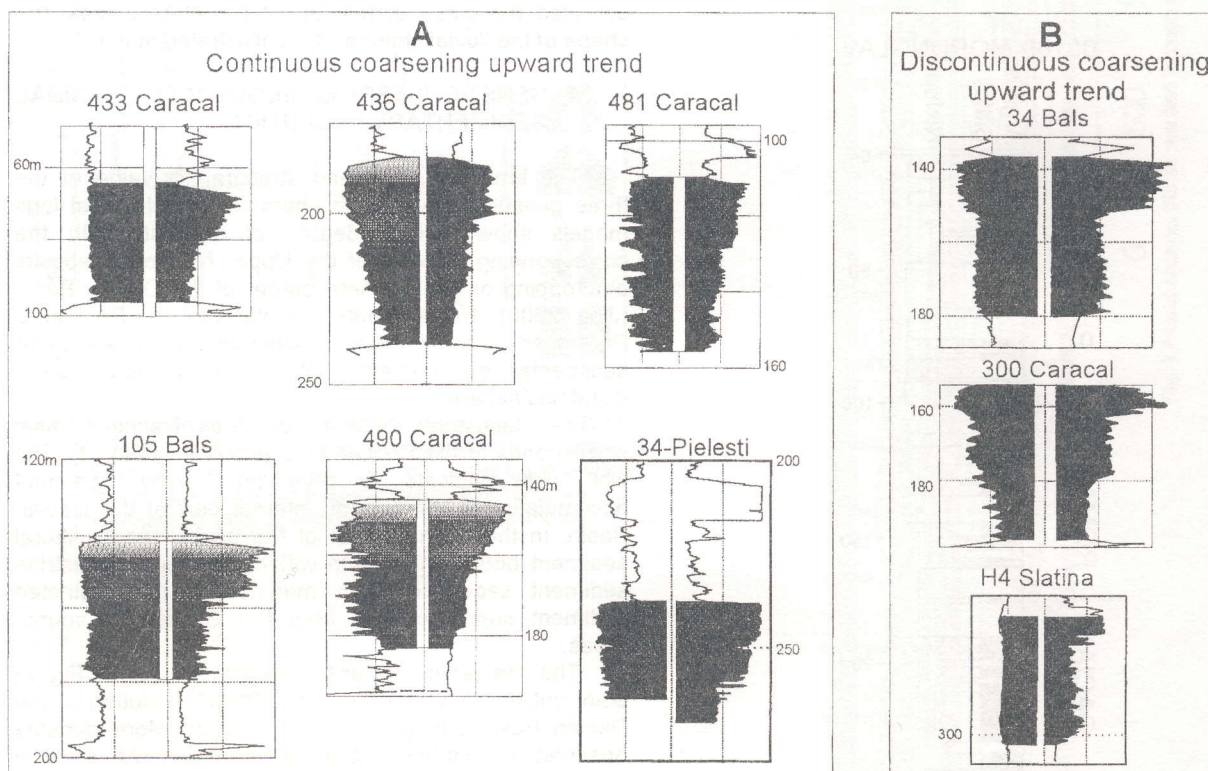 A
Continuous coarsening upward trend
433 Caracal
60m
100
436 Caracal
200
250
481 Caracal
100
160
105 Bals
120m
200
490 Caracal
140m
180
34-Pielesti
200
250
B
Discontinuous coarsening
upward trend
34 Bals
140
180
300 Caracal
160
180
H4 Slatina
300